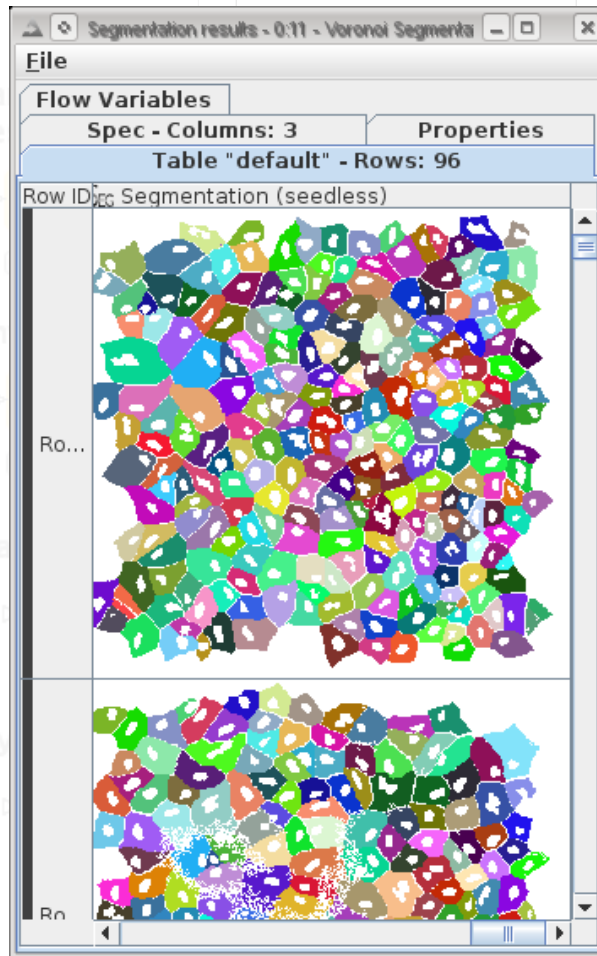 Segmentation results - 0:11 - Voronoi Segmenta
File
Flow Variables
Spec - Columns: 3
Properties
Table "default" - Rows: 96
Row ID SEG Segmentation (seedless)
Ro...
Ro